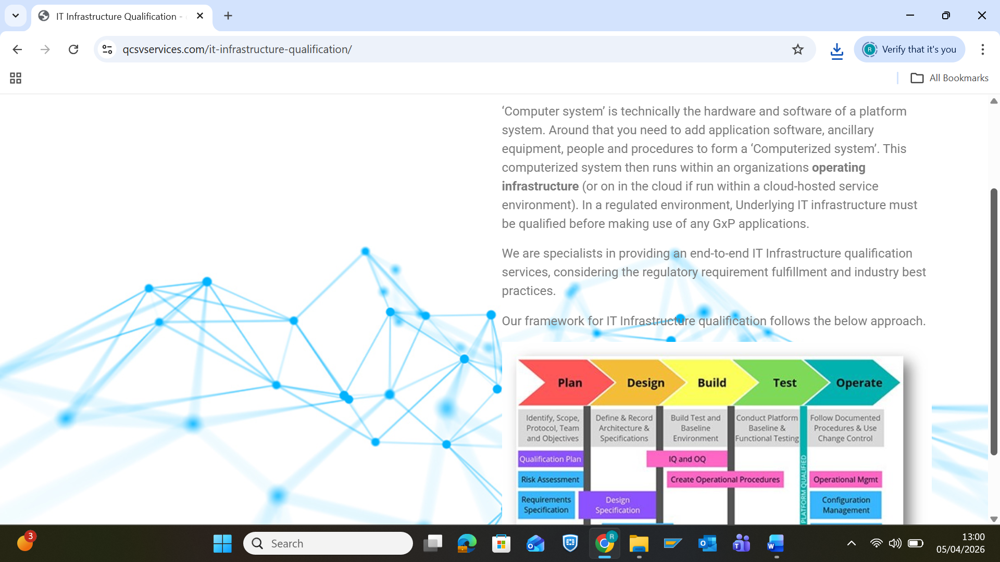 IT Infrastructure Qualification -
qcsvservices.com/it-infrastructure-qualification/
R
Verify that it's you
All Bookmarks
‘Computer system’ is technically the hardware and software of a platform
system. Around that you need to add application software, ancillary
equipment, people and procedures to form a ‘Computerized system’. This
computerized system then runs within an organizations operating
infrastructure (or on in the cloud if run within a cloud-hosted service
environment). In a regulated environment, Underlying IT infrastructure must
be qualified before making use of any GxP applications.
We are specialists in providing an end-to-end IT Infrastructure qualification
services, considering the regulatory requirement fulfillment and industry best
practices.
Our framework for IT Infrastructure qualification follows the below approach.
Plan Design Build Test Operate
Identify, Scope,
Protocol, Team
and Objectives
Define & Record
Architecture &
Specifications
Build Test and
Baseline
Environment
Conduct Platform
Baseline &
Functional Testing
Follow Documented
Procedures & Use
Change Control
Qualification Plan
IQ and OQ
Risk Assessment
Create Operational Procedures
Operational Mgmt
Requirements
Specification
Design
Specification
Configuration
Management
PLATFORM QUALIFIED
3
Search
R
13:00
05/04/2026